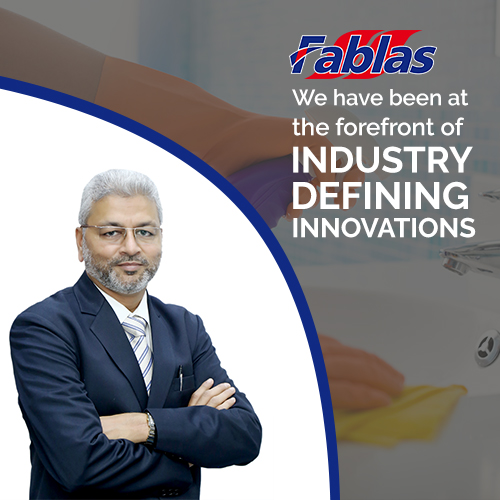 Fablas
We have been at
the forefront of
INDUSTRY
DEFINING
INNOVATIONS